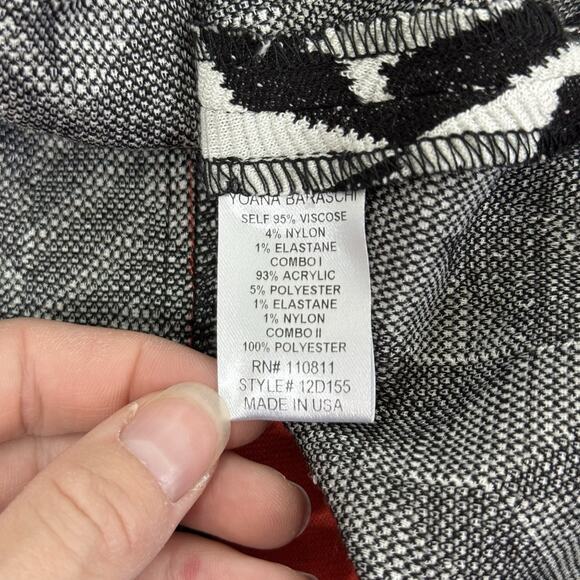 YOANA BARASCHI
SELF 95% VISCOSE
4% NYLON
1% ELASTANE
COMBO I
93% ACRYLIC
5% POLYESTER
1% ELASTANE
1% NYLON
COMBO II
100% POLYESTER
RN# 110811
STYLE# 12D155
MADE IN USA